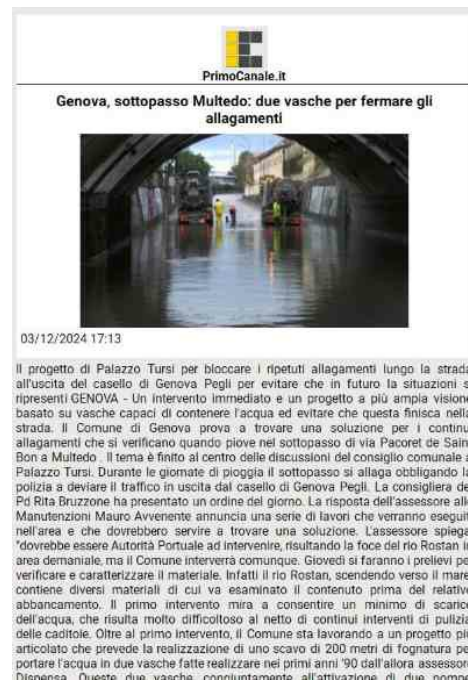 PrimoCanale.it
Genova, sottopasso Multedo: due vasche per fermare gli
allagamenti
03/12/2024 17:13
Il progetto di Palazzo Tursi per bloccare i ripetuti allagamenti lungo la strada
all'uscita del casello di Genova Pegli per evitare che in futuro la situazioni s
ripresenti GENOVA - Un intervento immediato e un progetto a più ampia visione
basato su vasche capaci di contenere l'acqua ed evitare che questa finisca nella
strada. Il Comune di Genova prova a trovare una soluzione per i continu
allagamenti che si verificano quando piove nel sottopasso di via Pacoret de Sain
Bon a Multedo . Il tema è finito al centro delle discussioni del consiglio comunale a
Palazzo Tursi. Durante le giornate di pioggia il sottopasso si allaga obbligando la
polizia a deviare il traffico in uscita dal casello di Genova Pegli. La consigliera de
Pd Rita Bruzzone ha presentato un ordine del giorno. La risposta dell'assessore alle
Manutenzioni Mauro Avvenente annuncia una serie di lavori che verranno eseguit
nell'area e che dovrebbero servire a trovare una soluzione. L'assessore spiega
"dovrebbe essere Autorità Portuale ad intervenire, risultando la foce del rio Rostan in
area demaniale, ma il Comune interverrà comunque. Giovedì si faranno i prelievi per
verificare e caratterizzare il materiale. Infatti il rio Rostan, scendendo verso il mare
contiene diversi materiali di cui va esaminato il contenuto prima del relativo
abbancamento. Il primo intervento mira a consentire un minimo di scarico
dell'acqua, che risulta molto difficoltoso al netto di continui interventi di pulizia
delle caditoie. Oltre al primo intervento, il Comune sta lavorando a un progetto più
articolato che prevede la realizzazione di uno scavo di 200 metri di fognatura per
portare l'acqua in due vasche fatte realizzare nei primi anni '90 dall'allora assessore
Dispensa. Queste due vasche, congiuntamente all'attivazione di due pompe